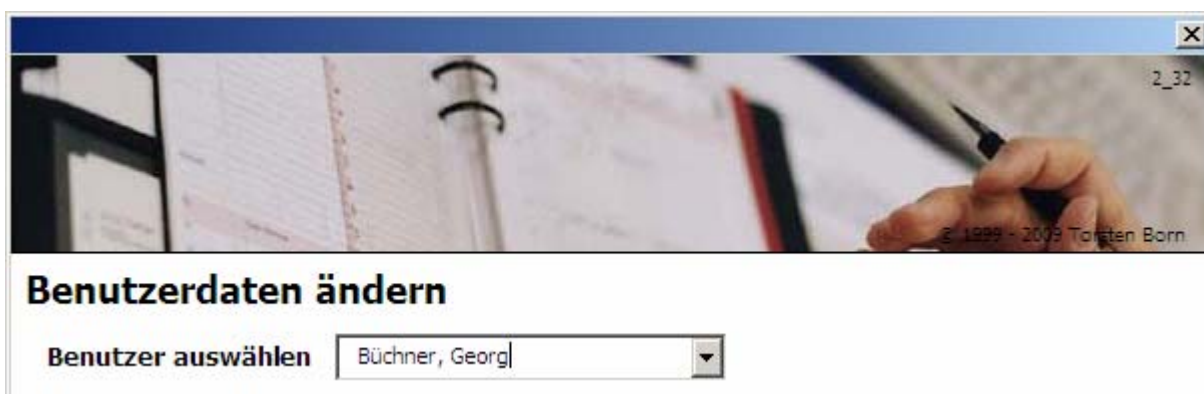 2_32
© 1999 - 2009 Torsten Born
Benutzerdaten ändern
Benutzer auswählen Büchner, Georg